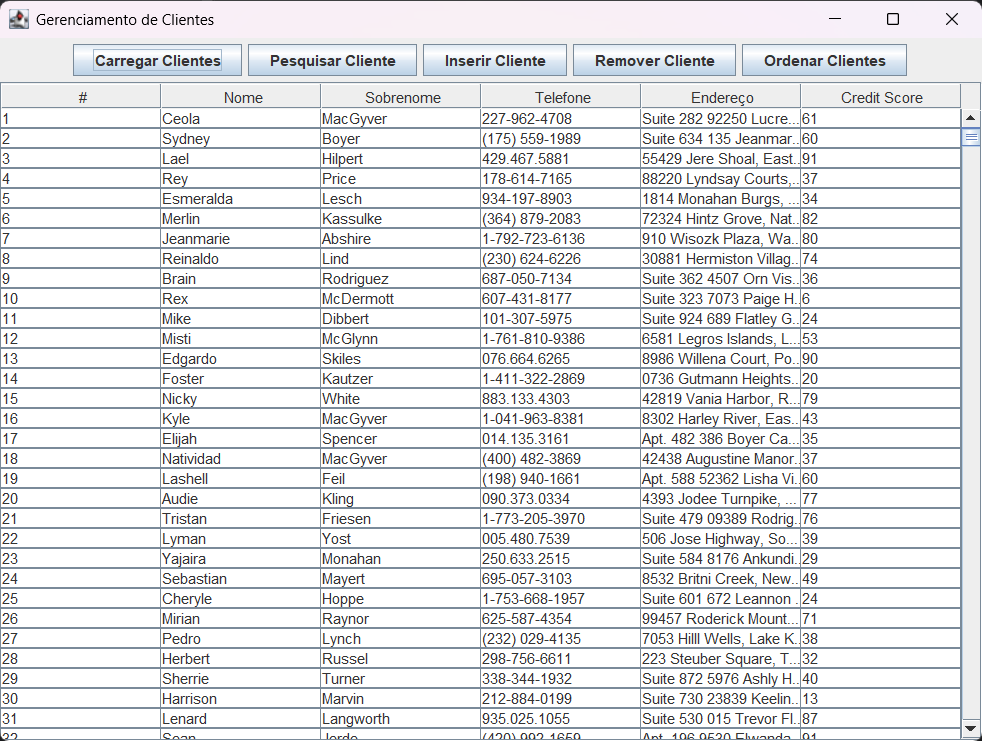 Gerenciamento de Clientes
Carregar Clientes Pesquisar Cliente Inserir Cliente Remover Cliente Ordenar Clientes
# Nome Sobrenome Telefone Endereço Credit Score
1 Ceola MacGyver 227-962-4708 Suite 282 92250 Lucre... 61
2 Sydney Boyer (175) 559-1989 Suite 634 135 Jeanmar... 60
3 Lael Hilpert 429.467.5881 55429 Jere Shoal, East... 91
4 Rey Price 178-614-7165 88220 Lyndsay Courts,... 37
5 Esmeralda Lesch 934-197-8903 1814 Monahan Burgs, ... 34
6 Merlin Kassulke (364) 879-2083 72324 Hintz Grove, Nat... 82
7 Jeanmarie Abshire 1-792-723-6136 910 Wisozk Plaza, Wa... 80
8 Reinaldo Lind (230) 624-6226 30881 Hermiston Villag... 74
9 Brain Rodriguez 687-050-7134 Suite 362 4507 Orn Vis... 36
10 Rex McDermott 607-431-8177 Suite 323 7073 Paige H... 6
11 Mike Dibbert 101-307-5975 Suite 924 689 Flatley G... 24
12 Misti McGlynn 1-761-810-9386 6581 Legros Islands, L... 53
13 Edgardo Skiles 076.664.6265 8986 Willena Court, Po... 90
14 Foster Kautzer 1-411-322-2869 0736 Gutmann Heights... 20
15 Nicky White 883.133.4303 42819 Vania Harbor, R... 79
16 Kyle MacGyver 1-041-963-8381 8302 Harley River, Eas... 43
17 Elijah Spencer 014.135.3161 Apt. 482 386 Boyer Ca... 35
18 Natividad MacGyver (400) 482-3869 42438 Augustine Manor... 37
19 Lashell Feil (198) 940-1661 Apt. 588 52362 Lisha Vi... 60
20 Audie Kling 090.373.0334 4393 Jodee Turnpike, ... 77
21 Tristan Friesen 1-773-205-3970 Suite 479 09389 Rodrig... 76
22 Lyman Yost 005.480.7539 506 Jose Highway, So... 39
23 Yajaira Monahan 250.633.2515 Suite 584 8176 Ankundi... 29
24 Sebastian Mayert 695-057-3103 8532 Britni Creek, New... 49
25 Cheryle Hoppe 1-753-668-1957 Suite 601 672 Leannon ... 24
26 Mirian Raynor 625-587-4354 99457 Roderick Mount... 71
27 Pedro Lynch (232) 029-4135 7053 Hilll Wells, Lake K... 38
28 Herbert Russel 298-756-6611 223 Steuber Square, T... 32
29 Sherrie Turner 338-344-1932 Suite 872 5976 Ashly H... 40
30 Harrison Marvin 212-884-0199 Suite 730 23839 Keelin... 13
31 Lenard Langworth 935.025.1055 Suite 530 015 Trevor Fl... 87
32 Sean (420) 992-1659 Apt. 196 9530 91